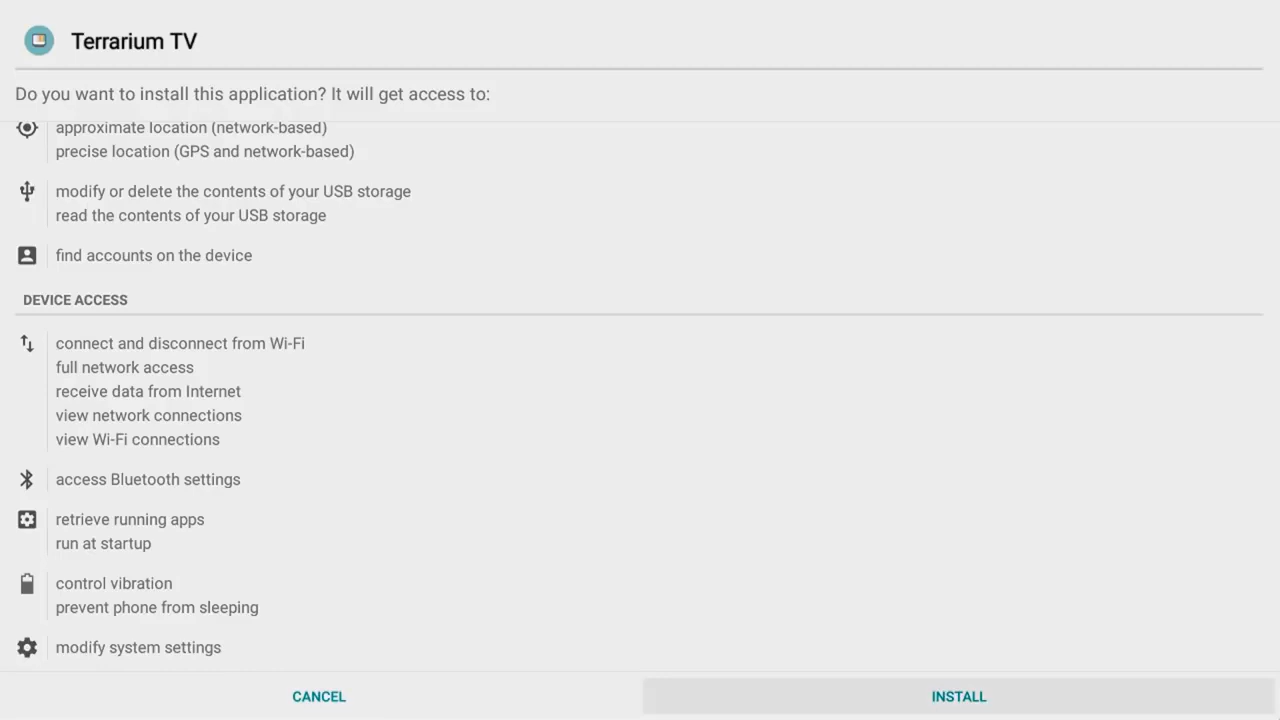 Terrarium TV
Do you want to install this application? It will get access to:
approximate location (network-based)
precise location (GPS and network-based)
modify or delete the contents of your USB storage
read the contents of your USB storage
find accounts on the device
DEVICE ACCESS
connect and disconnect from Wi-Fi
full network access
receive data from Internet
view network connections
view Wi-Fi connections
access Bluetooth settings
retrieve running apps
run at startup
control vibration
prevent phone from sleeping
modify system settings
CANCEL
INSTALL